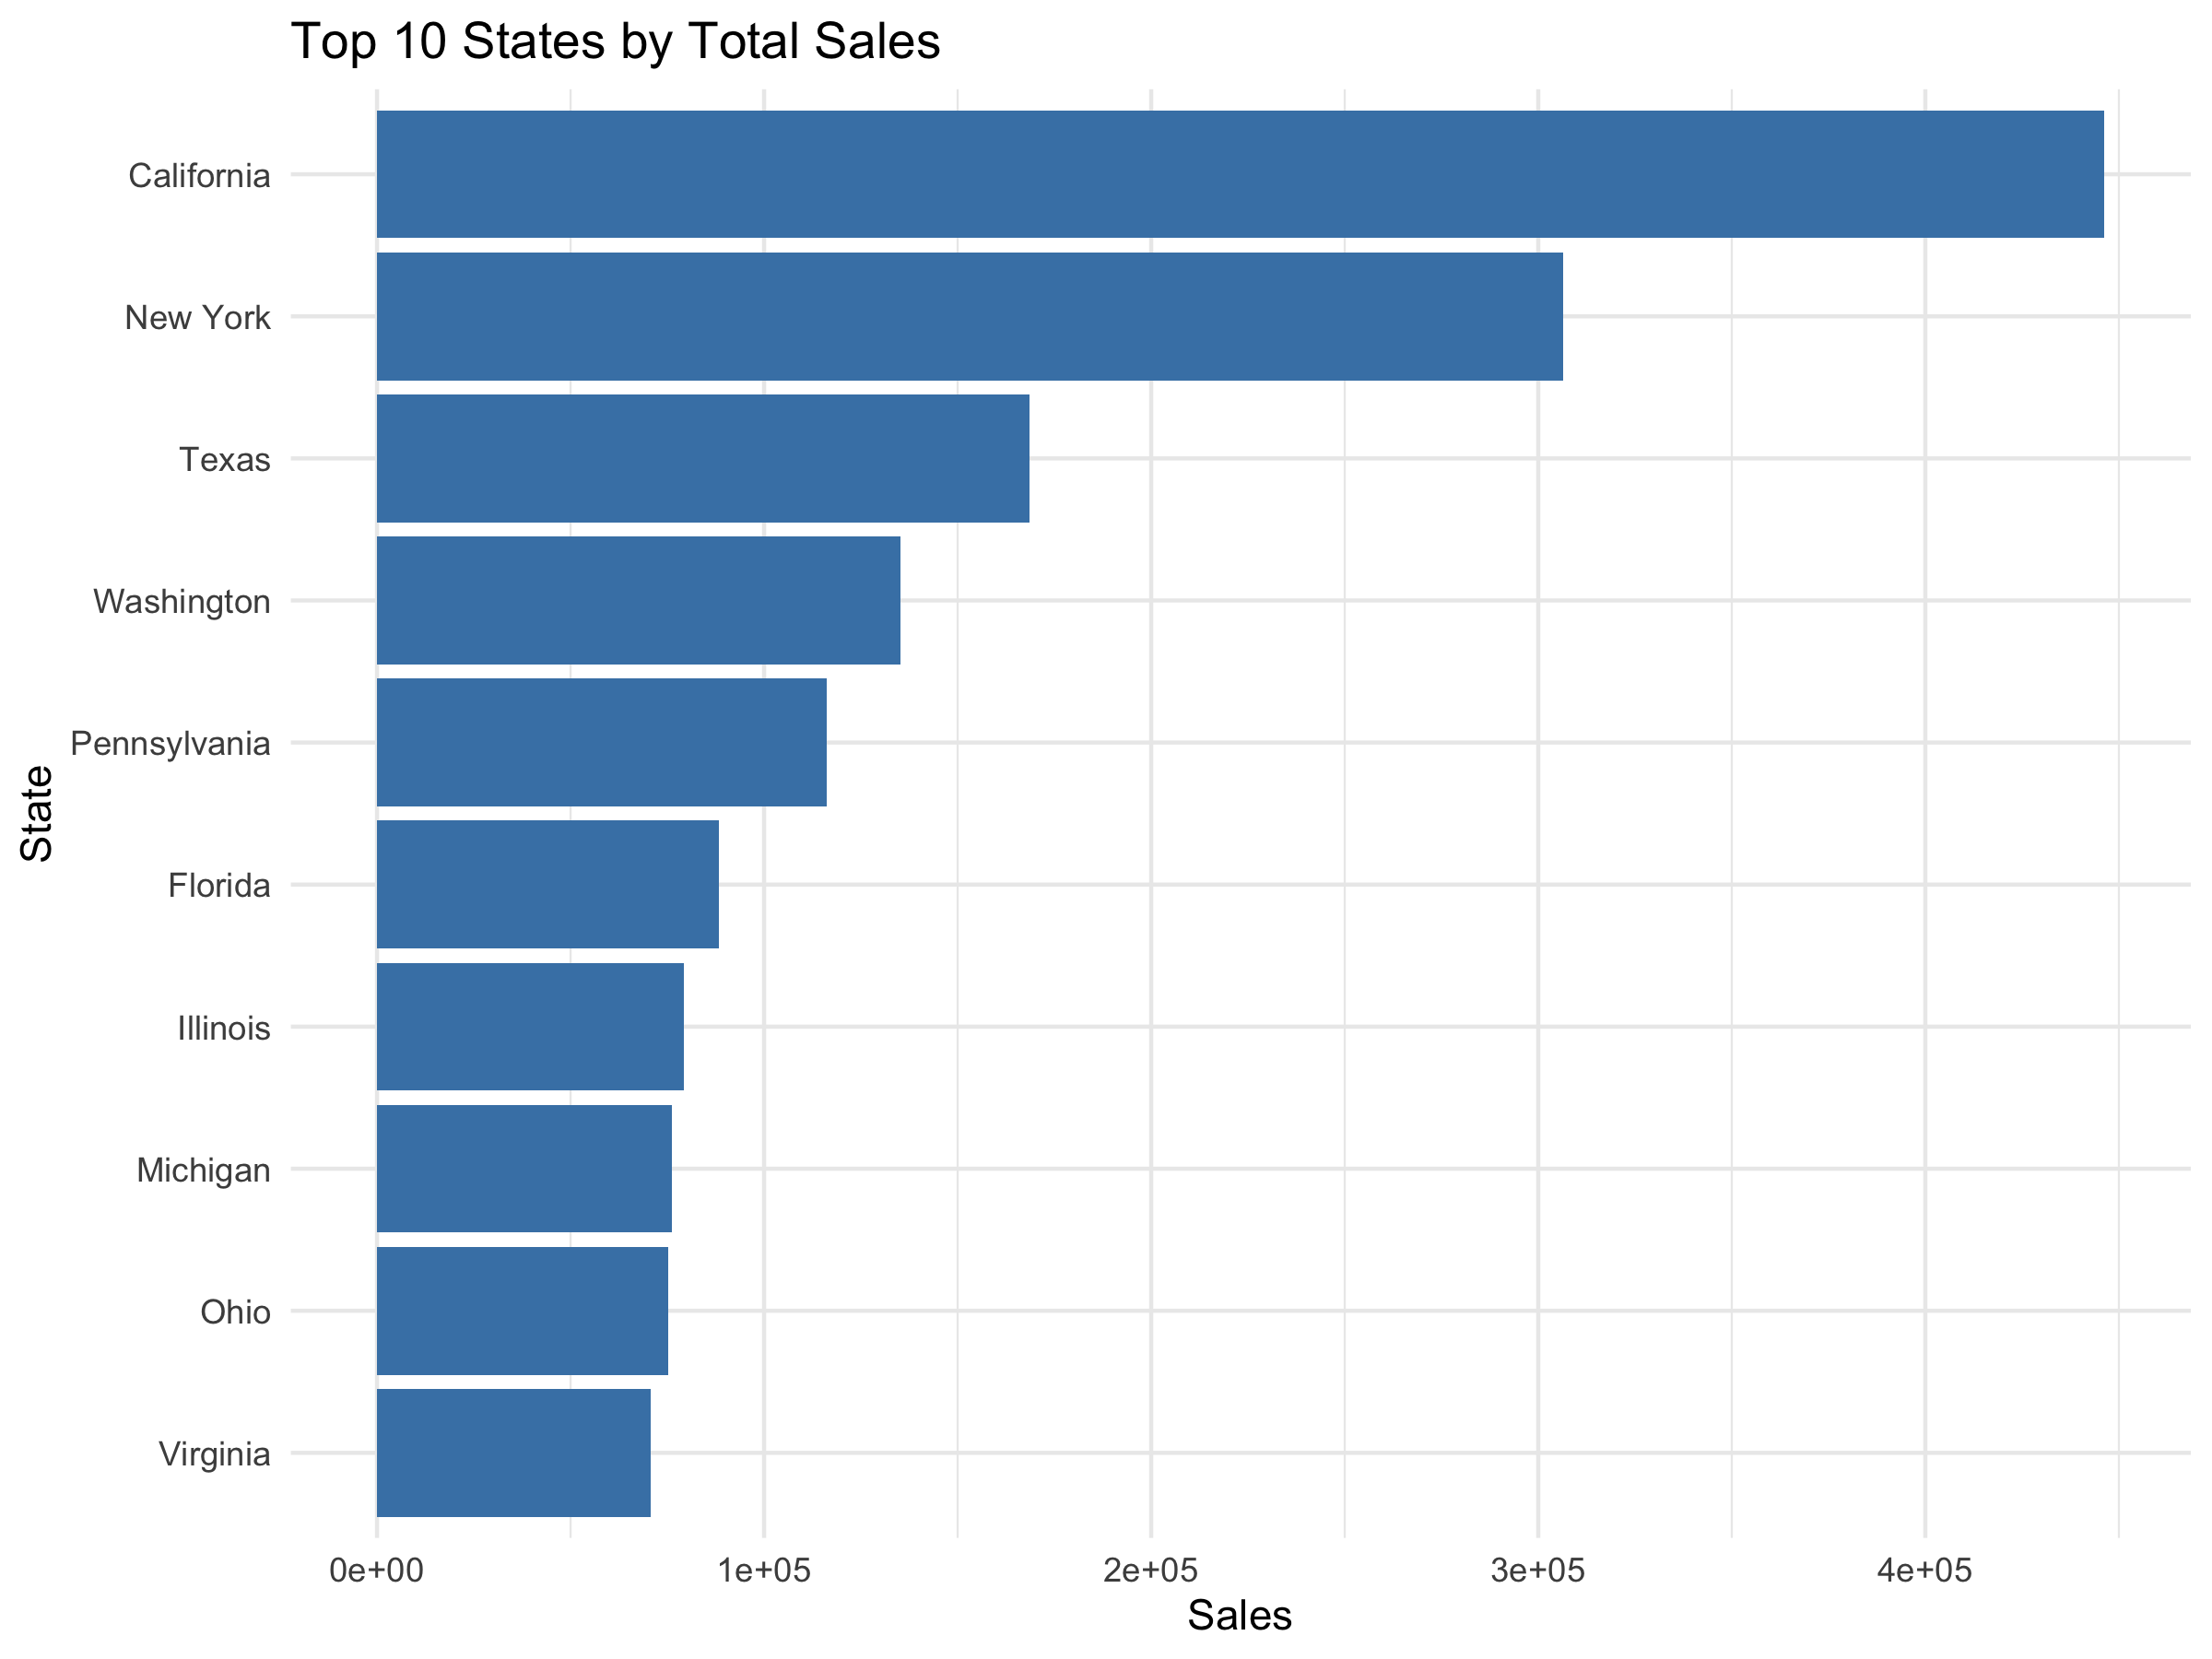 Top 10 States by Total Sales
State
California
New York
Texas
Washington
Pennsylvania
Florida
Illinois
Michigan
Ohio
Virginia
0e+00 1e+05 2e+05 3e+05 4e+05
Sales